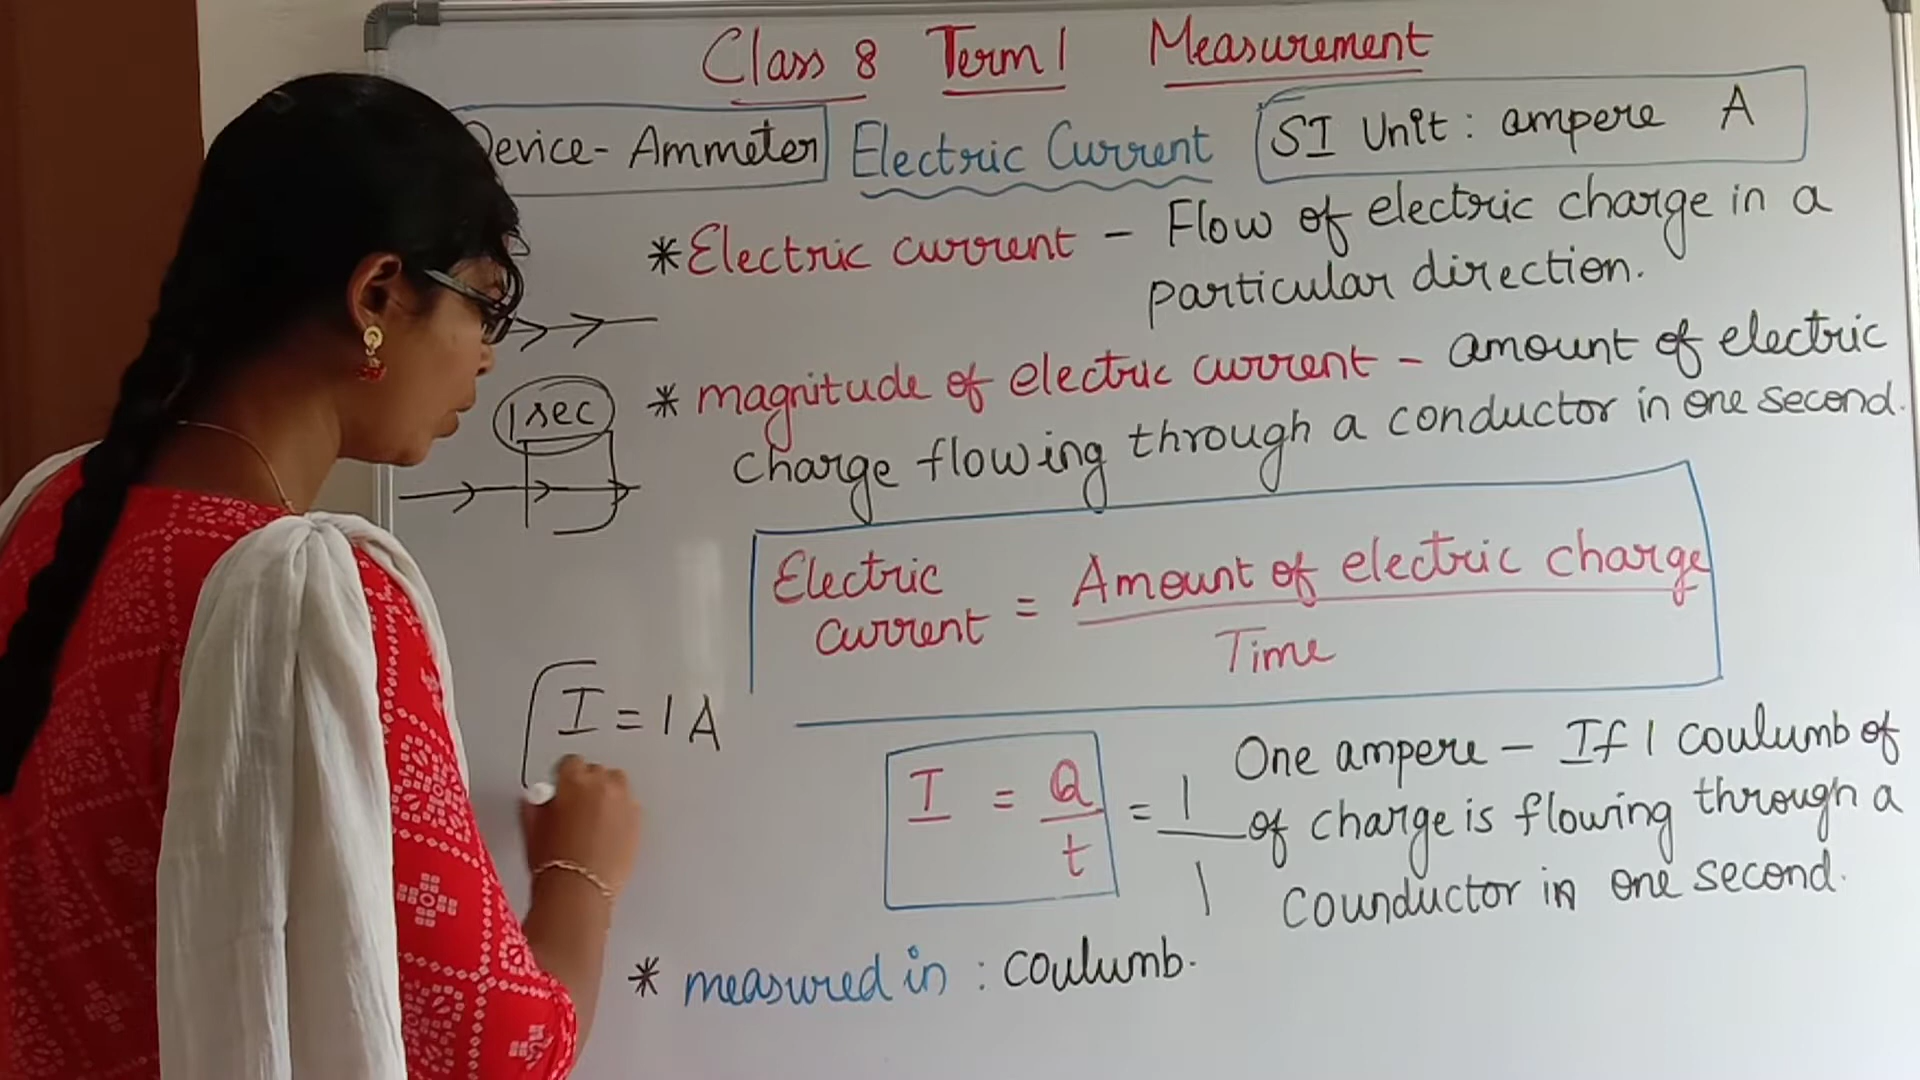 Class 8 Term 1 Measurement
Device - Ammeter Electric Current SI Unit : ampere A
* Electric current - Flow of electric charge in a
particular direction.
1 sec
* magnitude of electric current - amount of electric
charge flowing through a conductor in one second.
Electric current = Amount of electric charge
Time
I = 1 A
I = Q = 1
t 1
One ampere - If 1 coulumb of
of charge is flowing through a
counductor in one second.
* measured in : coulumb.